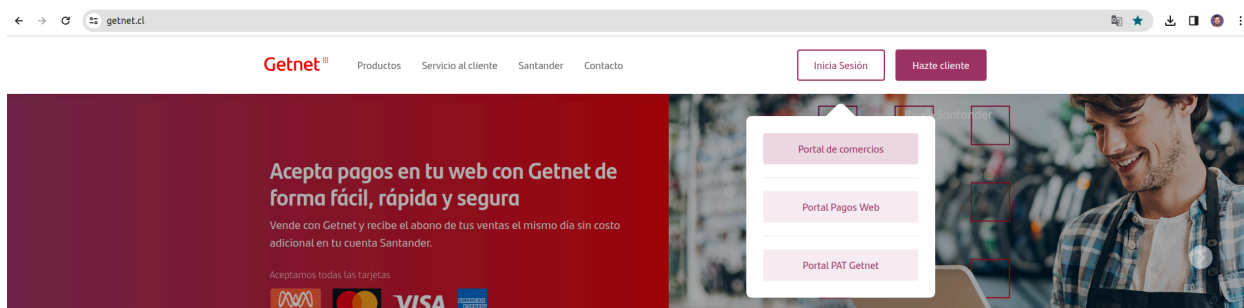 getnet.cl
Getnet
Productos
Servicio al cliente
Santander
Contacto
Inicia Sesión
Hazte cliente
Santander
Portal de comercios
Acepta pagos en tu web con Getnet de
forma fácil, rápida y segura
Portal Pagos Web
Vende con Getnet y recibe el abono de tus ventas el mismo día sin costo
adicional en tu cuenta Santander.
Portal PAT Getnet
Aceptamos todas las tarjetas
VISA
AMERICAN
EXPRESS